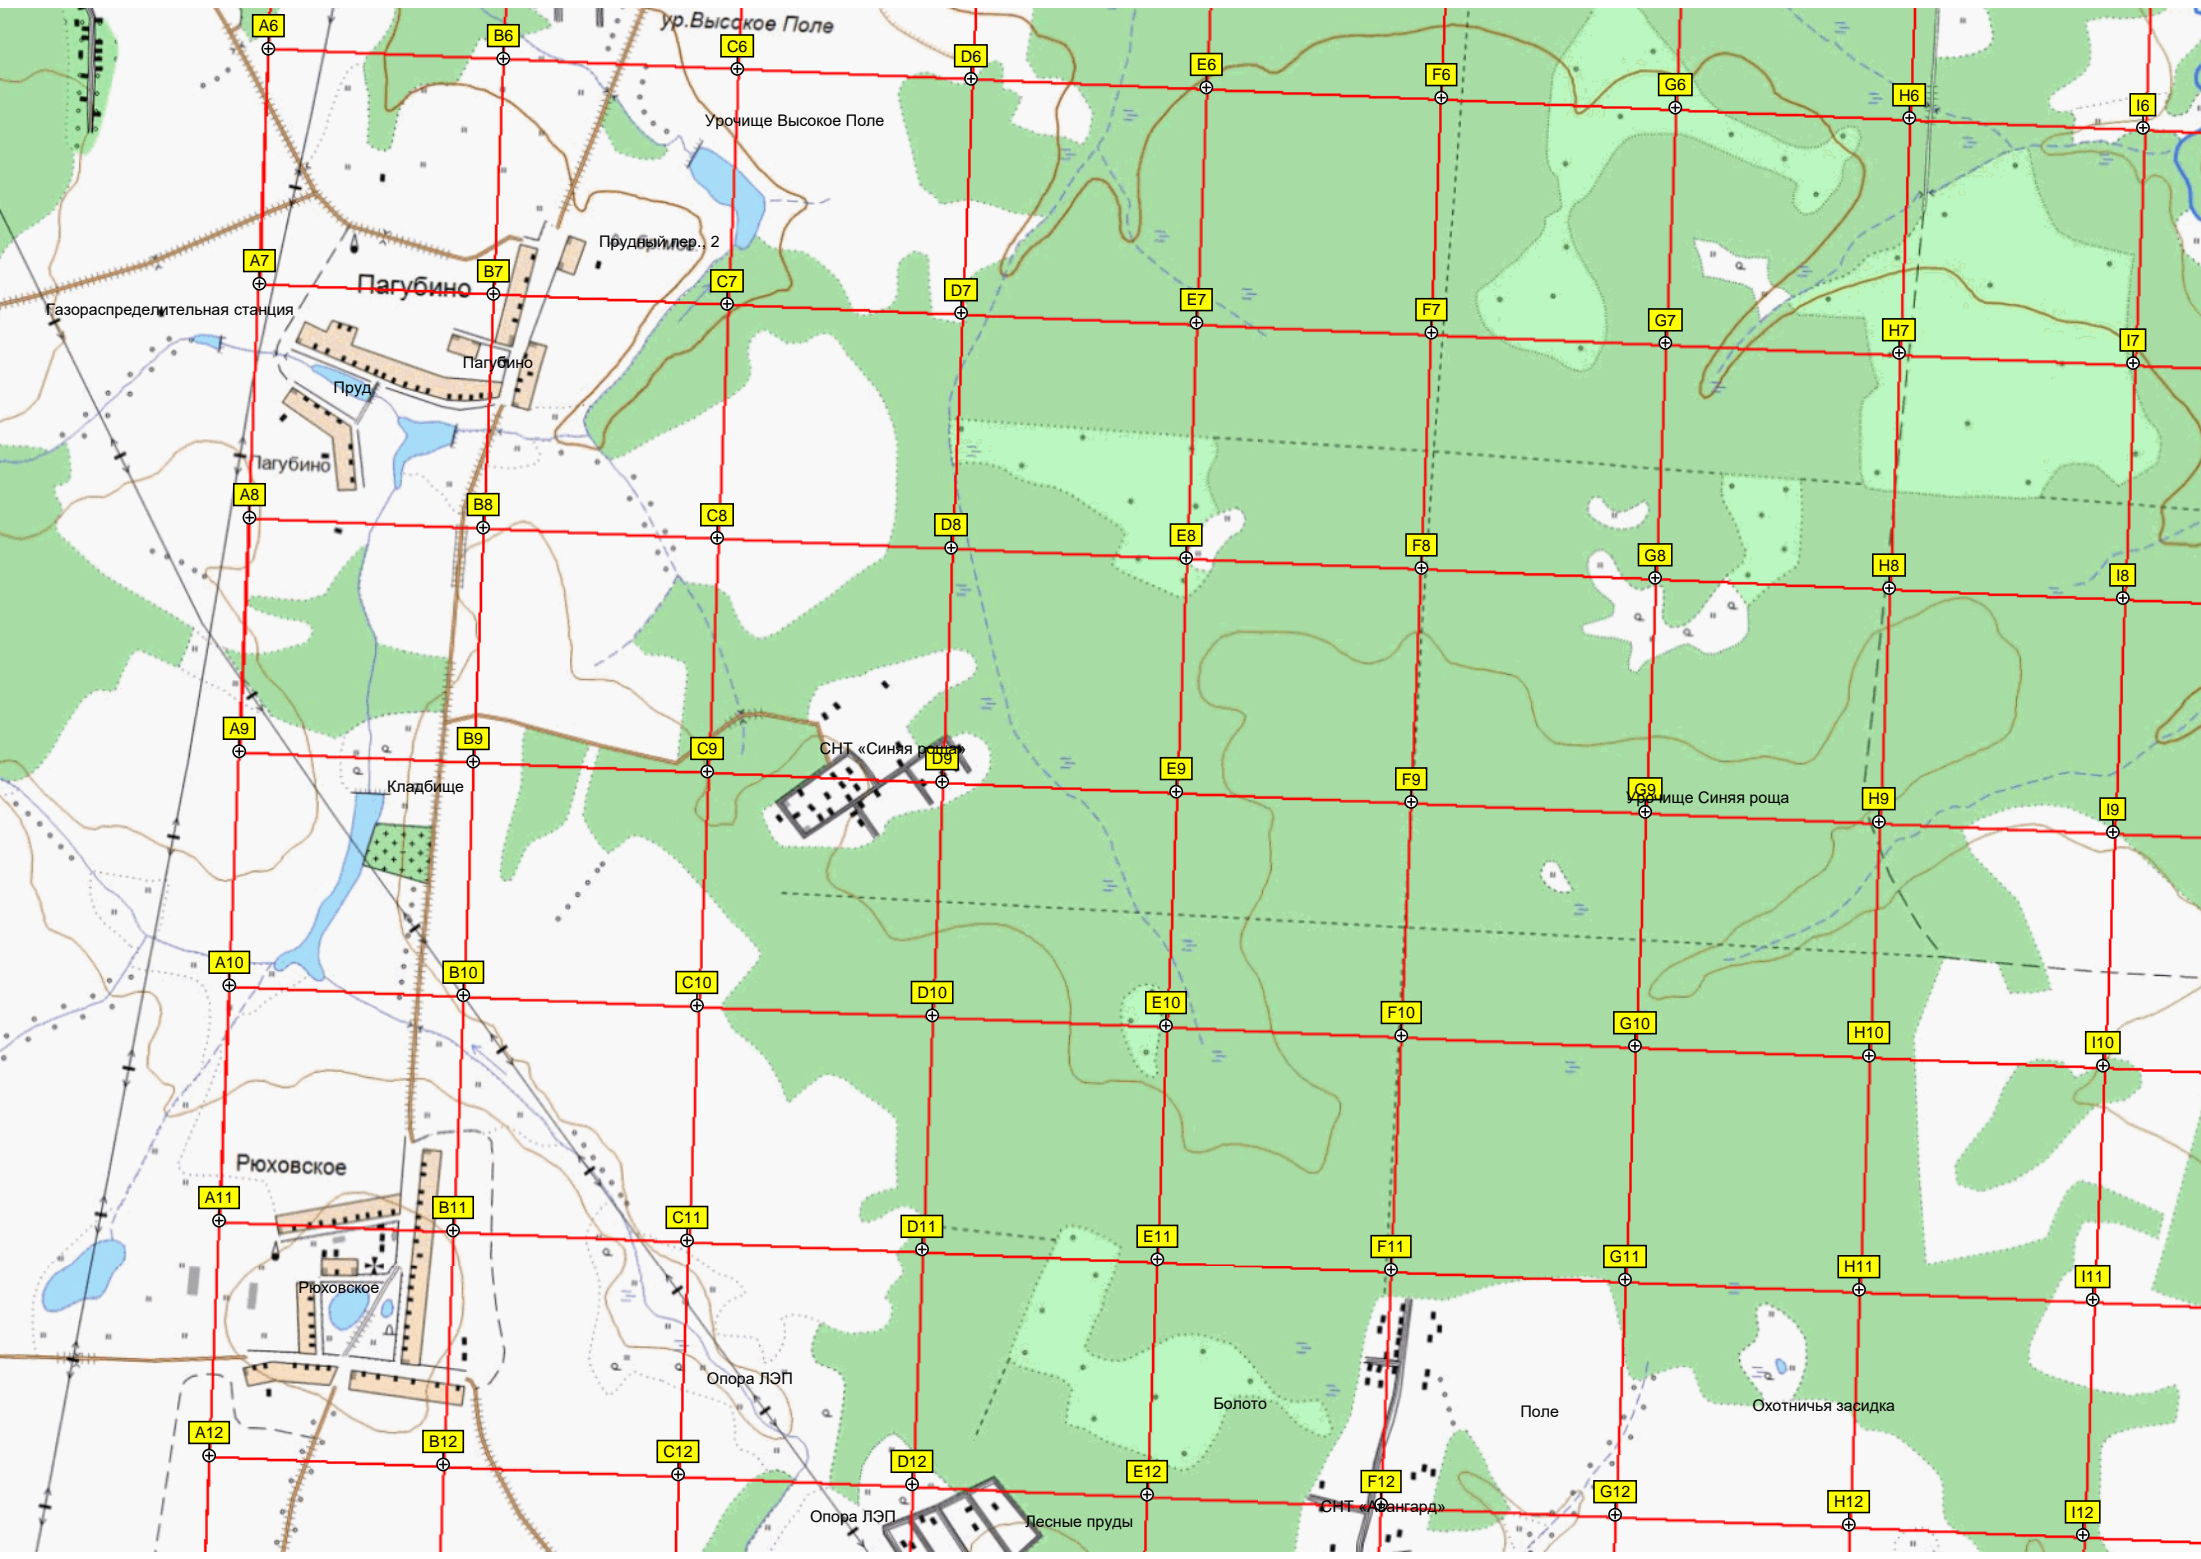 ур.Высокое Поле
A6
B6
C6
D6
E6
F6
G6
H6
I6
Урочище Высокое Поле
Прудный пер., 2
A7
B7
C7
D7
E7
F7
G7
H7
I7
Пагубино
Газораспределительная станция
Пагубино
Пруд
Пагубино
A8
B8
C8
D8
E8
F8
G8
H8
I8
A9
B9
C9
СНТ «Синяя роща»
D9
E9
F9
G9
Урочище Синяя роща
H9
I9
Кладбище
A10
B10
C10
D10
E10
F10
G10
H10
I10
Рюховское
A11
B11
C11
D11
E11
F11
G11
H11
I11
Рюховское
Опора ЛЭП
Болото
Поле
Охотничья засидка
A12
B12
C12
D12
E12
F12
G12
H12
I12
СНТ «Авангард»
Опора ЛЭП
Лесные пруды